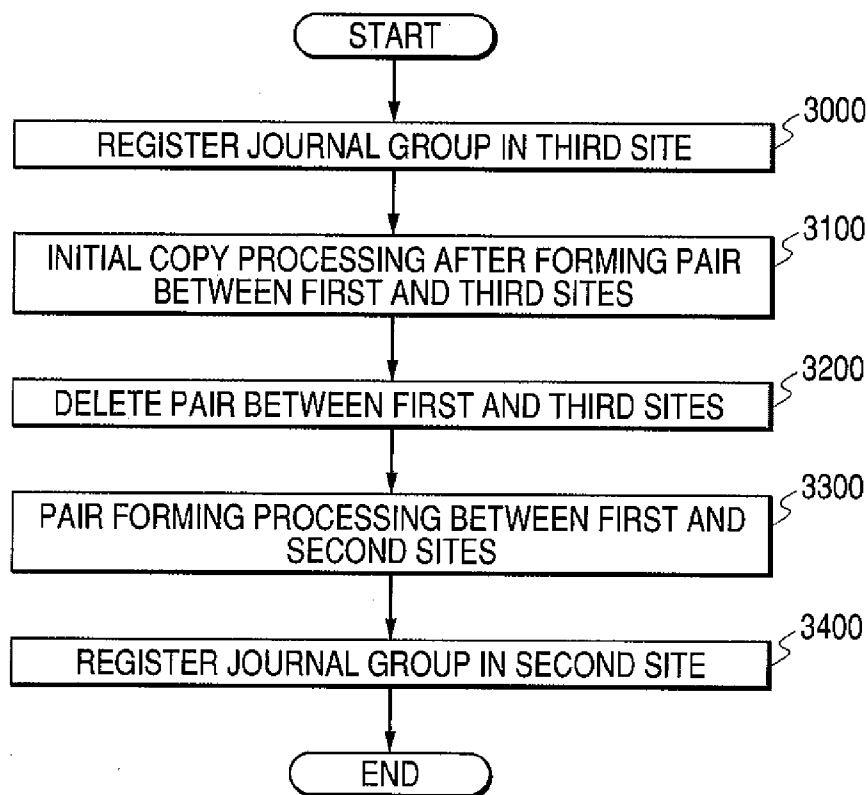 START
3000
REGISTER JOURNAL GROUP IN THIRD SITE
3100
INITIAL COPY PROCESSING AFTER FORMING PAIR
BETWEEN FIRST AND THIRD SITES
3200
DELETE PAIR BETWEEN FIRST AND THIRD SITES
3300
PAIR FORMING PROCESSING BETWEEN FIRST AND
SECOND SITES
3400
REGISTER JOURNAL GROUP IN SECOND SITE
END